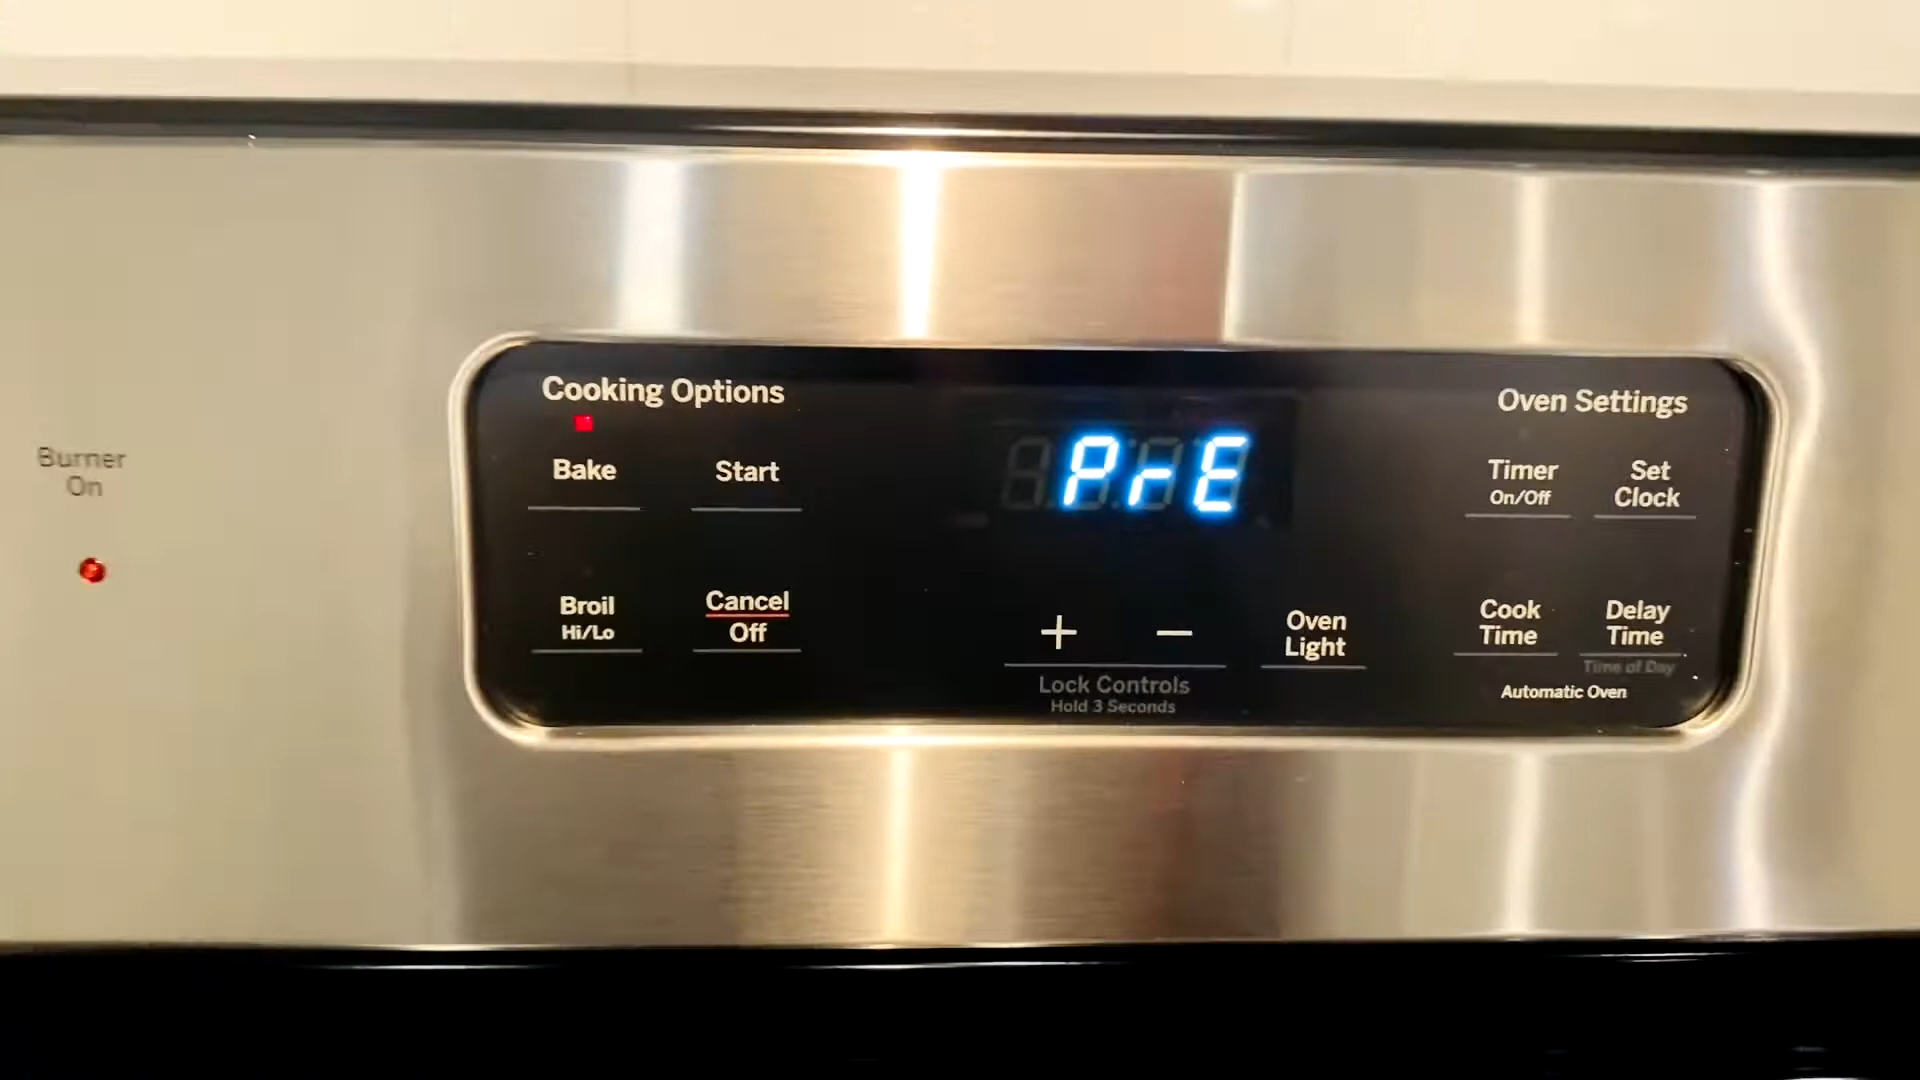 Burner
On
Cooking Options
Bake
Start
Broil
Hi/Lo
Cancel
Off
PrE
+ −
Lock Controls
Hold 3 Seconds
Oven
Light
Oven Settings
Timer
On/Off
Set
Clock
Cook
Time
Delay
Time
Time of Day
Automatic Oven